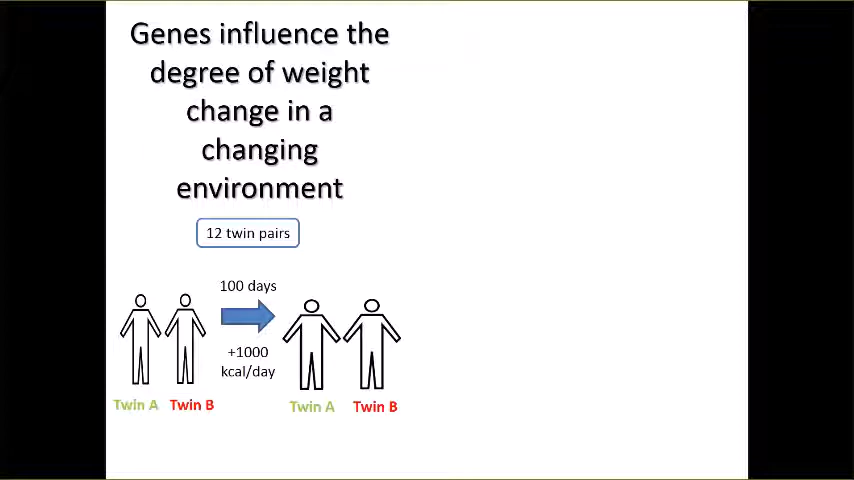 Genes influence the
degree of weight
change in a
changing
environment
12 twin pairs
100 days
+1000
kcal/day
Twin A
Twin B
Twin A
Twin B